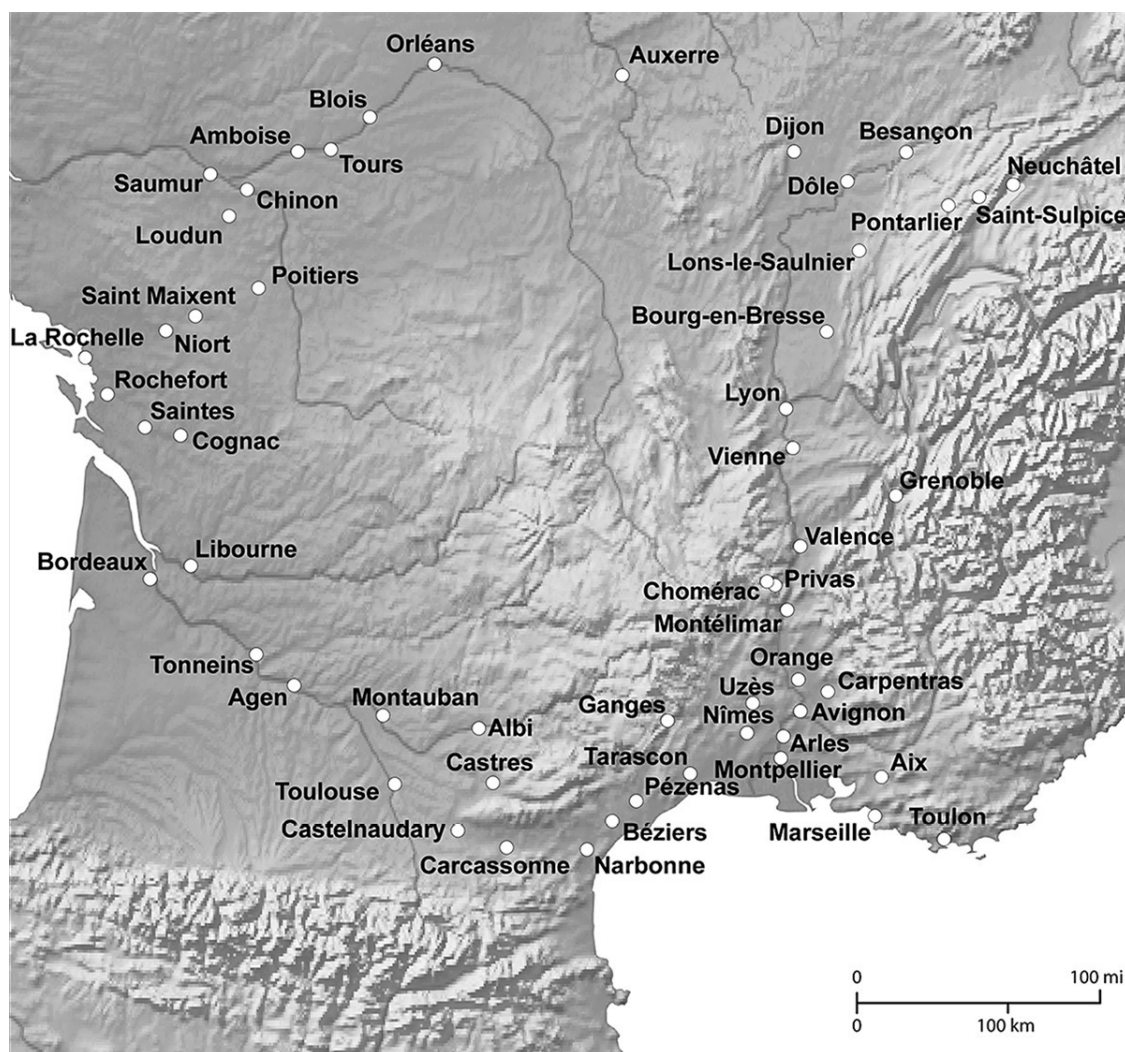 Orléans
Auxerre
Blois
Amboise
Tours
Dijon
Besançon
Neuchâtel
Saumur
Chinon
Dôle
Pontarlier
Saint-Sulpice
Loudun
Lons-le-Saulnier
Poitiers
Saint Maixent
Bourg-en-Bresse
La Rochelle
Niort
Rochefort
Lyon
Saintes
Cognac
Vienne
Grenoble
Valence
Libourne
Bordeaux
Privas
Chomérac
Montélimar
Orange
Tonneins
Carpentras
Uzès
Agen
Montauban
Ganges
Nîmes
Avignon
Albi
Arles
Tarascon
Montpellier
Aix
Castres
Pézenas
Toulouse
Toulon
Castelnaudary
Béziers
Marseille
Carcassonne
Narbonne
0 100 mi
0 100 km